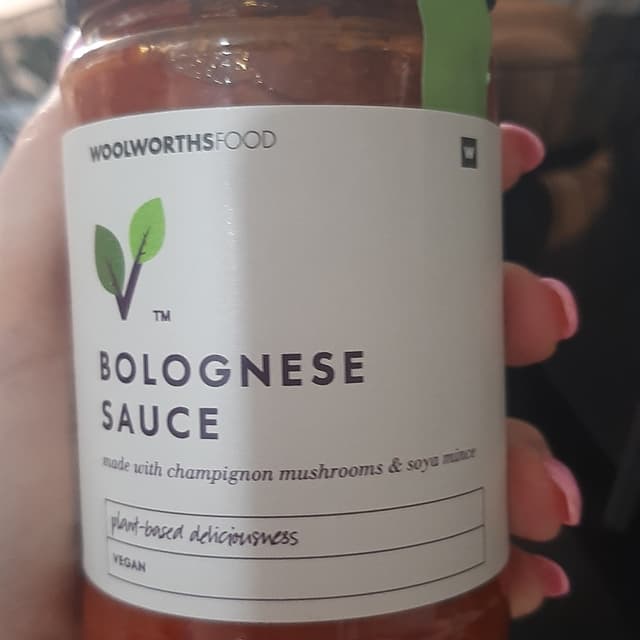 WOOLWORTHSFOOD
W
TM
BOLOGNESE
SAUCE
made with champignon mushrooms & soya mince
plant-based deliciousness
VEGAN